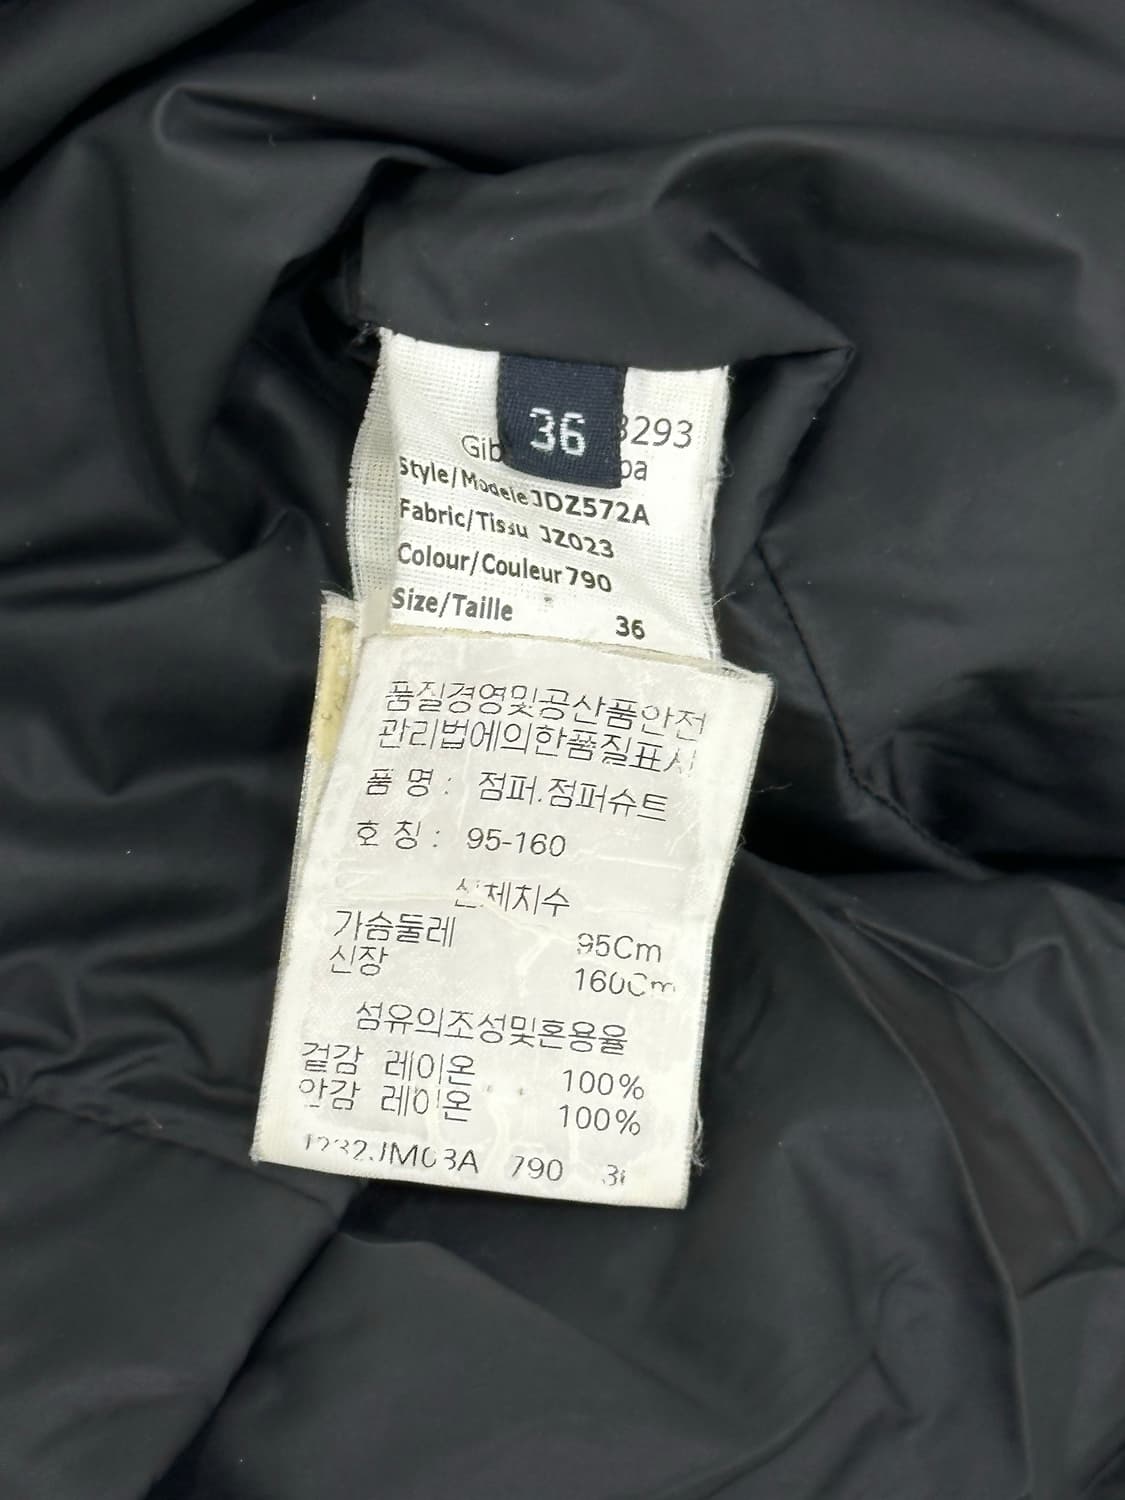 36
3293
Gib
Style/Modele JDZ572A
Fabric/Tissu JZ023
Colour/Couleur 790
Size/Taille 36
품질경영및공산품안전
관리법에의한품질표시
품 명 : 점퍼.점퍼슈트
호 칭 : 95-160
신체치수
가슴둘레 95Cm
신장 160Cm
섬유의조성및혼용율
겉감 레이온 100%
안감 레이온 100%
790